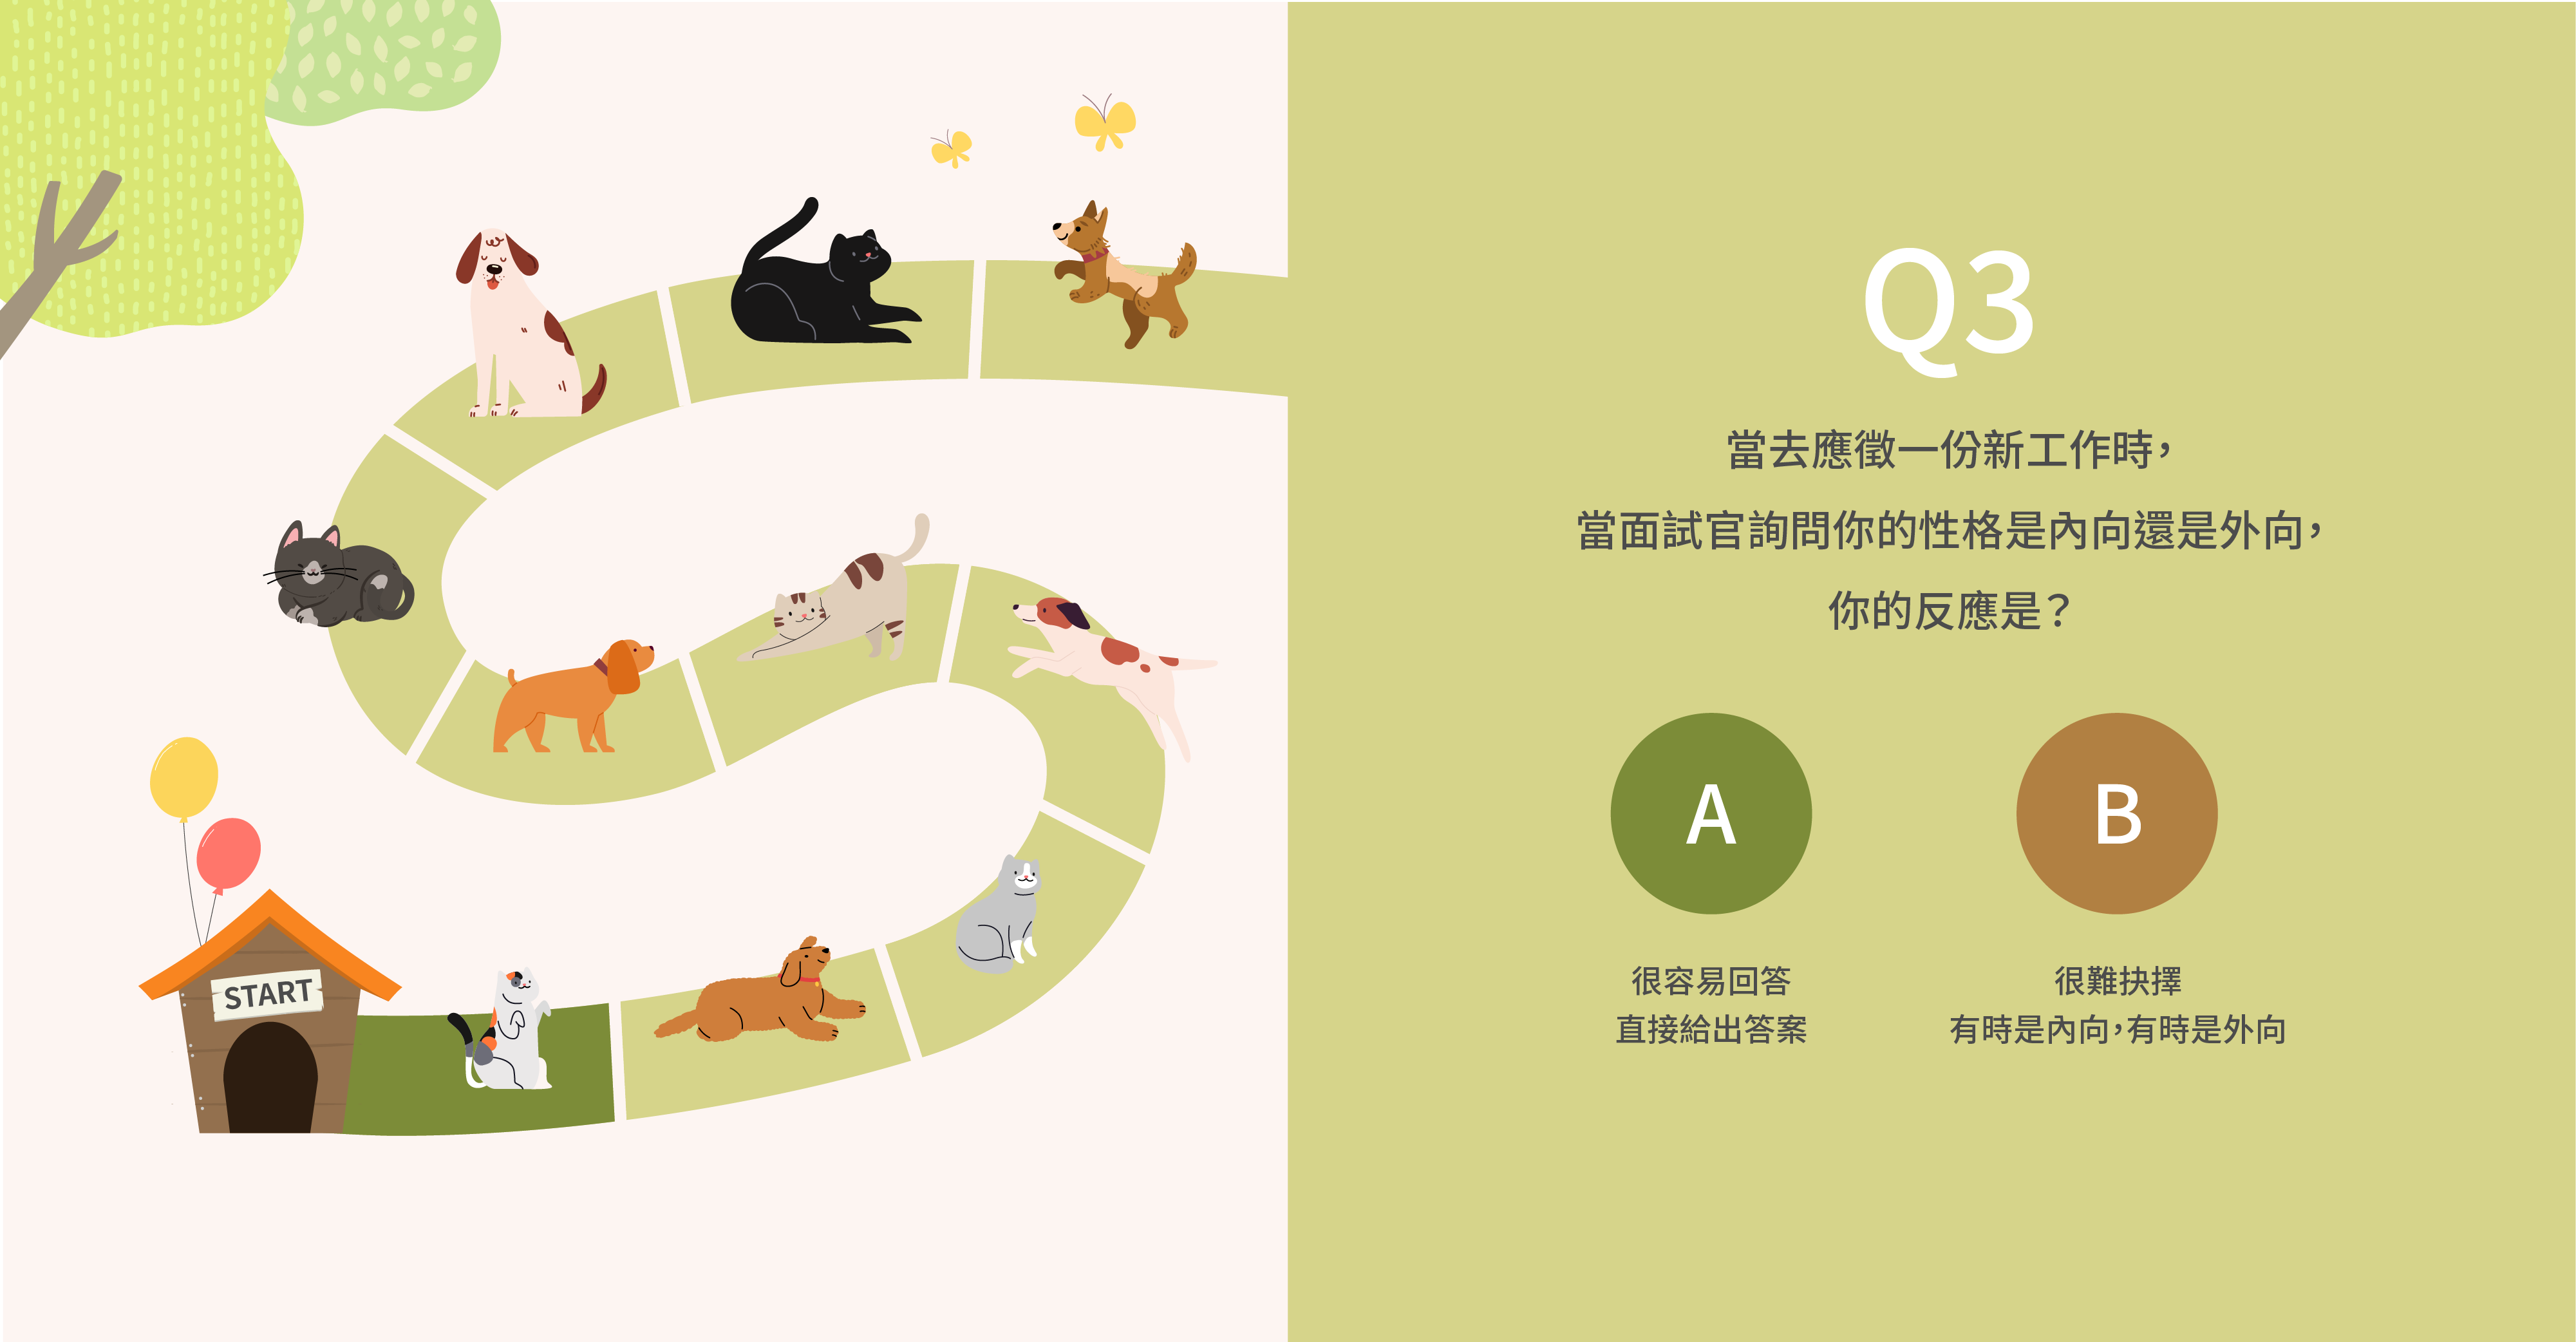 START
Q3
當去應徵一份新工作時，
當面試官詢問你的性格是內向還是外向，
你的反應是？
A
B
很容易回答
直接給出答案
很難抉擇
有時是內向，有時是外向